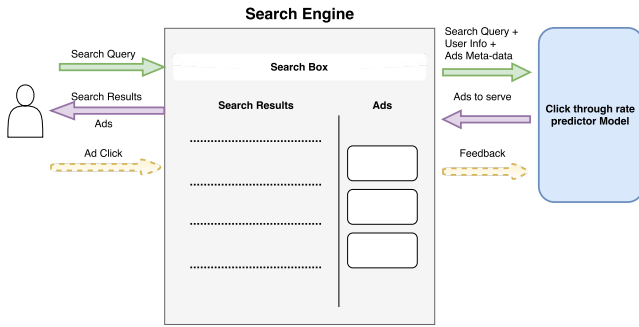 Search Engine
Search Query
Search Query +
User Info +
Ads Meta-data
Search Box
Search Results
Ads
Search Results
Ads
Ads to serve
Click through rate
predictor Model
Ad Click
Feedback